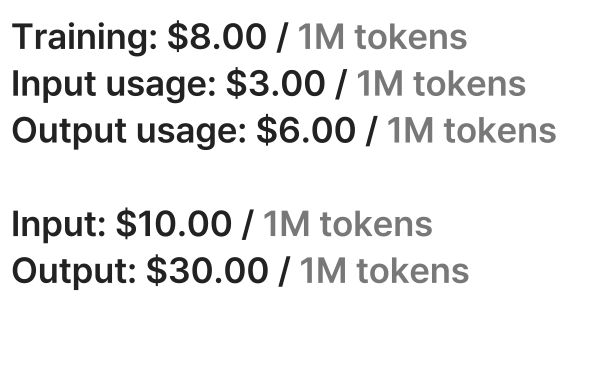 Training: $8.00 / 1M tokens
Input usage: $3.00 / 1M tokens
Output usage: $6.00 / 1M tokens
Input: $10.00 / 1M tokens
Output: $30.00 / 1M tokens